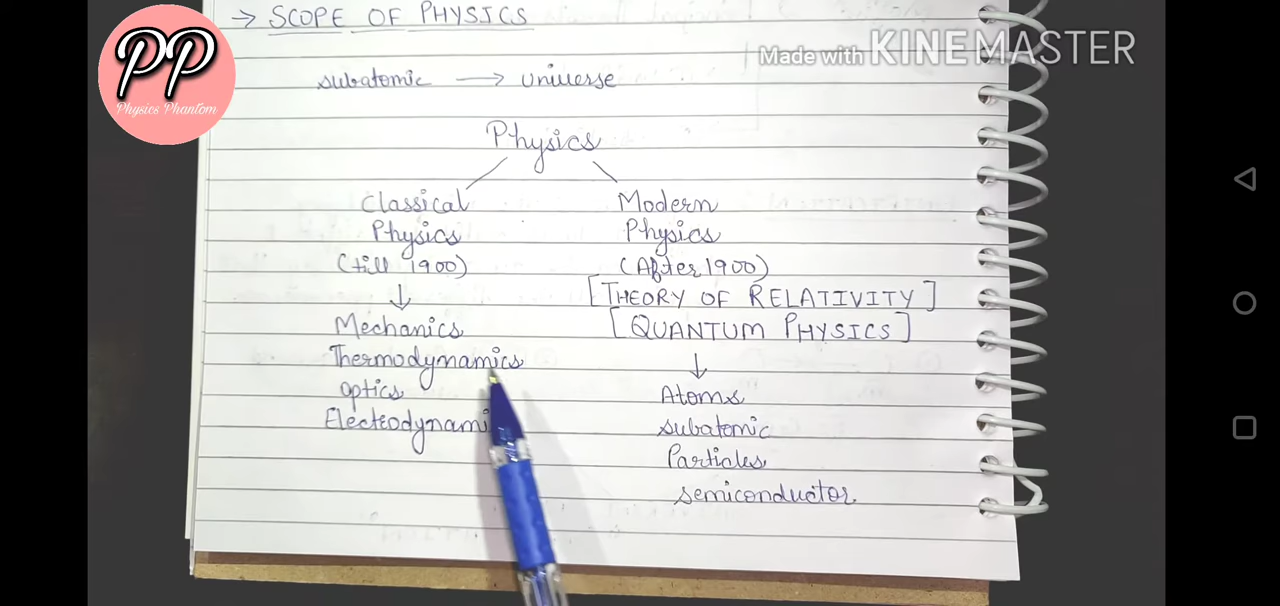 → SCOPE OF PHYSICS
PP
Physics Phantom
Made with KINEMASTER
subatomic → universe
Physics
Classical Physics (till 1900)
↓
Mechanics
Thermodynamics
optics
Electrodynami
Modern Physics (After 1900)
[THEORY OF RELATIVITY]
[QUANTUM PHYSICS]
↓
Atoms
subatomic
Particles
semiconductor